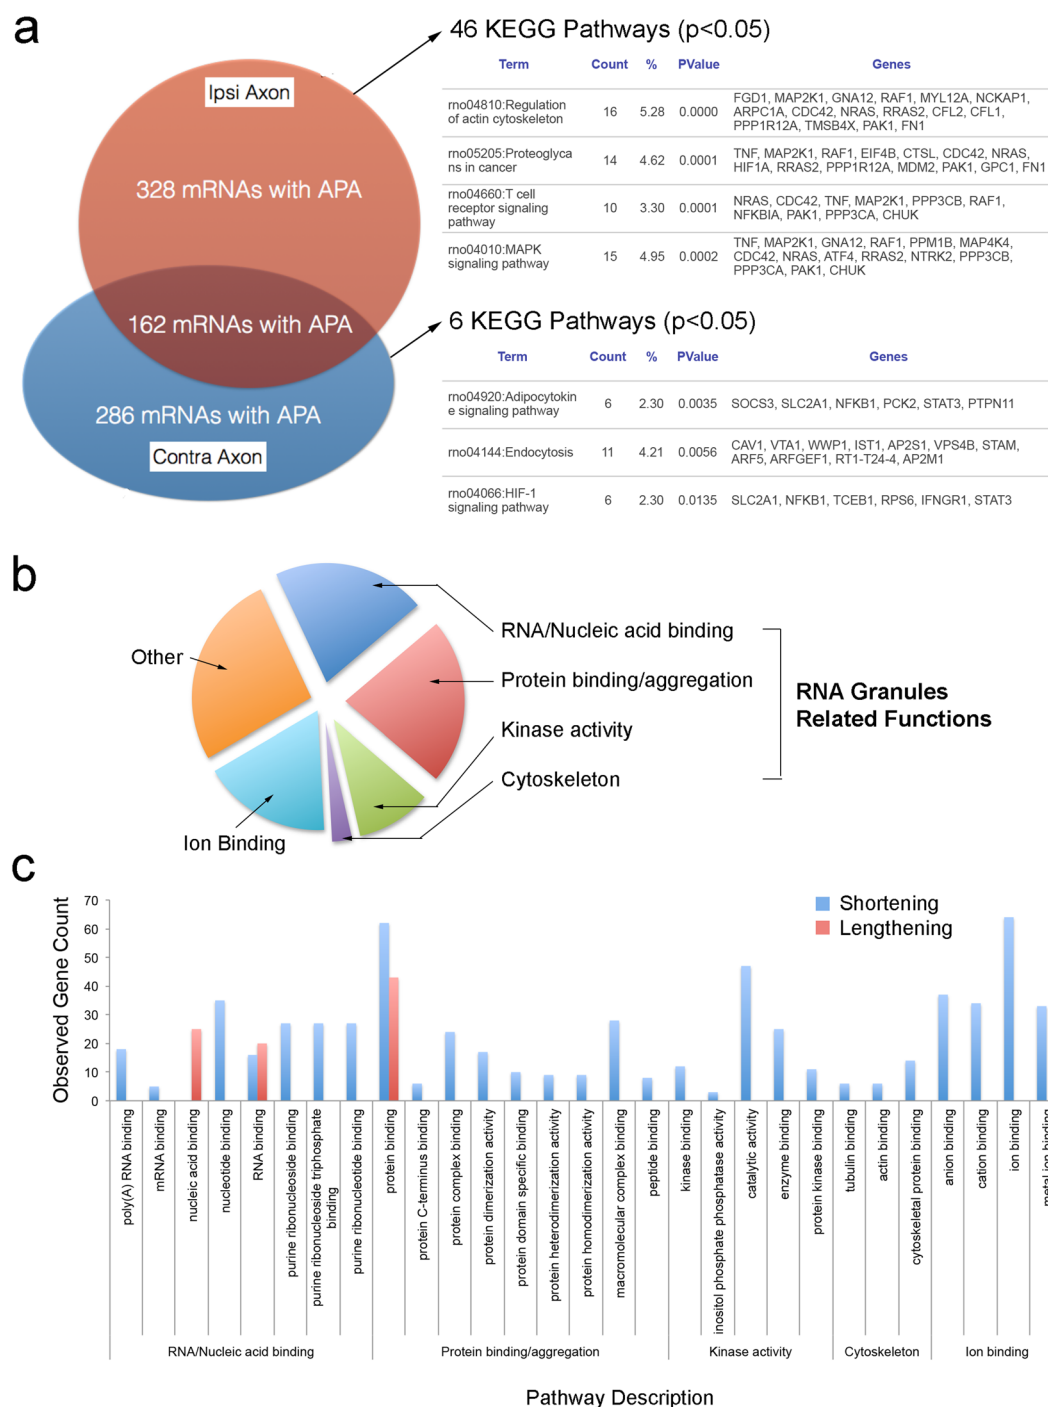 a
46 KEGG Pathways (p<0.05)
Ipsi Axon
328 mRNAs with APA
162 mRNAs with APA
286 mRNAs with APA
Contra Axon
Term Count % PValue Genes
rno04810:Regulation of actin cytoskeleton 16 5.28 0.0000 FGD1, MAP2K1, GNA12, RAF1, MYL12A, NCKAP1, ARPC1A, CDC42, NRAS, RRAS2, CFL2, CFL1, PPP1R12A, TMSB4X, PAK1, FN1
rno05205:Proteoglycans in cancer 14 4.62 0.0001 TNF, MAP2K1, RAF1, EIF4B, CTSL, CDC42, NRAS, HIF1A, RRAS2, PPP1R12A, MDM2, PAK1, GPC1, FN1
rno04660:T cell receptor signaling pathway 10 3.30 0.0001 NRAS, CDC42, TNF, MAP2K1, PPP3CB, RAF1, NFKBIA, PAK1, PPP3CA, CHUK
rno04010:MAPK signaling pathway 15 4.95 0.0002 TNF, MAP2K1, GNA12, RAF1, PPM1B, MAP4K4, CDC42, NRAS, ATF4, RRAS2, NTRK2, PPP3CB, PPP3CA, PAK1, CHUK
6 KEGG Pathways (p<0.05)
Term Count % PValue Genes
rno04920:Adipocytokine signaling pathway 6 2.30 0.0035 SOCS3, SLC2A1, NFKB1, PCK2, STAT3, PTPN11
rno04144:Endocytosis 11 4.21 0.0056 CAV1, VTA1, WWP1, IST1, AP2S1, VPS4B, STAM, ARF5, ARFGEF1, RT1-T24-4, AP2M1
rno04066:HIF-1 signaling pathway 6 2.30 0.0135 SLC2A1, NFKB1, TCEB1, RPS6, IFNGR1, STAT3
b
RNA/Nucleic acid binding
Protein binding/aggregation
Kinase activity
Cytoskeleton
Other
Ion Binding
RNA Granules
Related Functions
c
Observed Gene Count
70
60
50
40
30
20
10
0
Shortening
Lengthening
poly(A) RNA binding
mRNA binding
nucleic acid binding
nucleotide binding
RNA binding
purine ribonucleoside binding
purine ribonucleoside triphosphate
binding
purine ribonucleotide binding
protein binding
protein C-terminus binding
protein complex binding
protein dimerization activity
protein domain specific binding
protein heterodimerization activity
protein homodimerization activity
macromolecular complex binding
peptide binding
kinase binding
inositol phosphate phosphatase activity
catalytic activity
enzyme binding
protein kinase binding
tubulin binding
actin binding
cytoskeletal protein binding
anion binding
cation binding
ion binding
metal ion binding
RNA/Nucleic acid binding
Protein binding/aggregation
Kinase activity
Cytoskeleton
Ion binding
Pathway Description